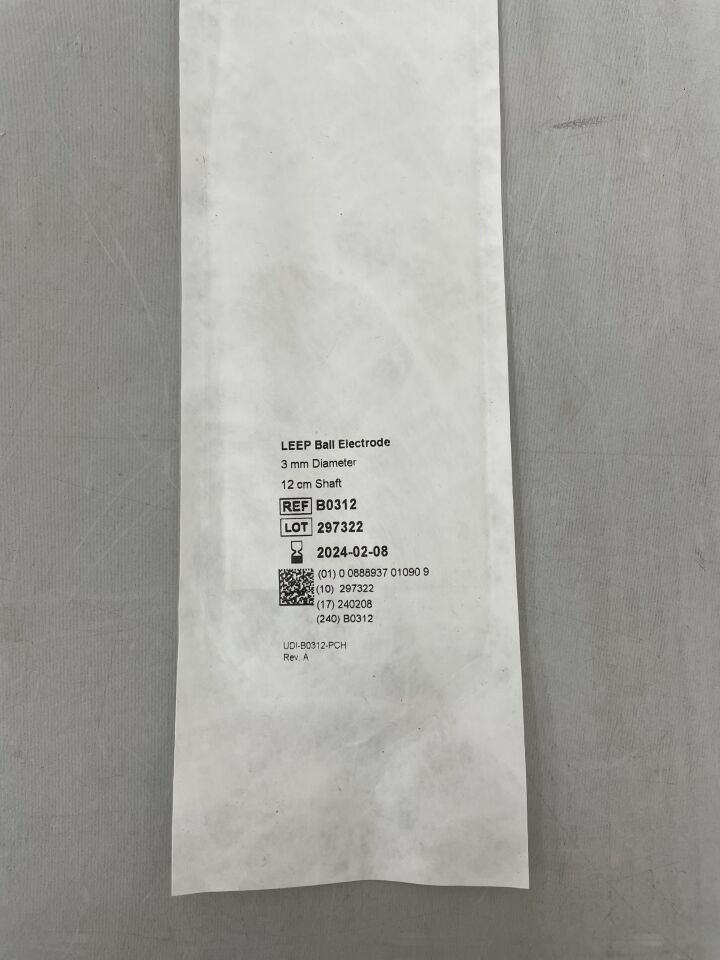 LEEP Ball Electrode
3 mm Diameter
12 cm Shaft
REF B0312
LOT 297322
2024-02-08
(01) 0 0888937 01090 9
(10) 297322
(17) 240208
(240) B0312
UDI-B0312-PCH
Rev. A